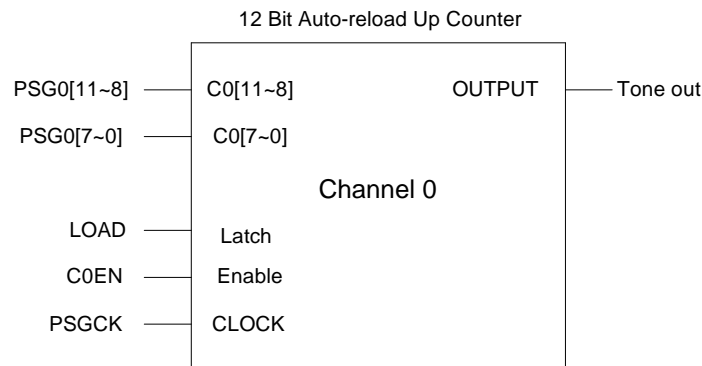 12 Bit Auto-reload Up Counter
PSG0[11~8] C0[11~8] OUTPUT Tone out
PSG0[7~0] C0[7~0]
Channel 0
LOAD Latch
C0EN Enable
PSGCK CLOCK